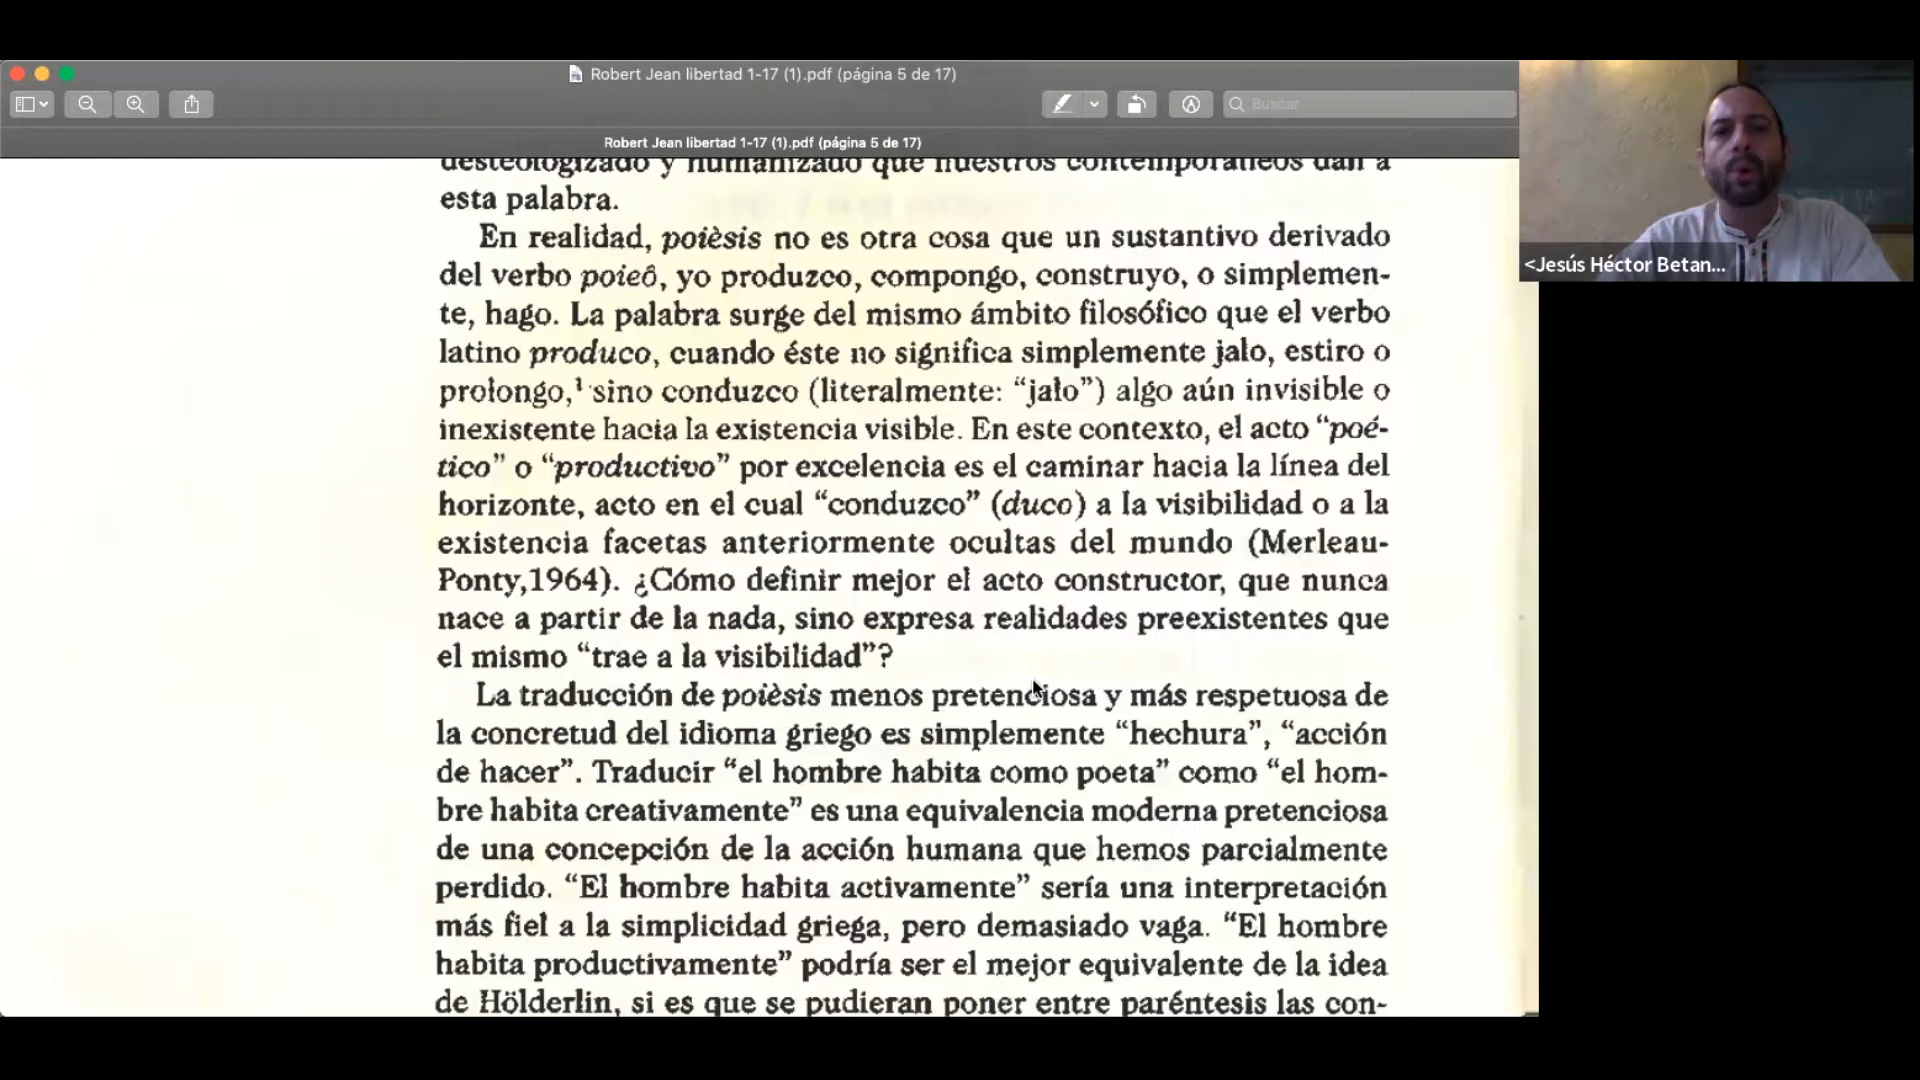 Robert Jean libertad 1-17 (1).pdf (página 5 de 17)
Buscar
Robert Jean libertad 1-17 (1).pdf (página 5 de 17)
desteologizado y humanizado que nuestros contemporáneos dan a
esta palabra.
En realidad, poièsis no es otra cosa que un sustantivo derivado
del verbo poieô, yo produzco, compongo, construyo, o simplemen-
te, hago. La palabra surge del mismo ámbito filosófico que el verbo
latino produco, cuando éste no significa simplemente jalo, estiro o
prolongo,¹ sino conduzco (literalmente: “jalo”) algo aún invisible o
inexistente hacia la existencia visible. En este contexto, el acto “poé-
tico” o “productivo” por excelencia es el caminar hacia la línea del
horizonte, acto en el cual “conduzco” (duco) a la visibilidad o a la
existencia facetas anteriormente ocultas del mundo (Merleau-
Ponty,1964). ¿Cómo definir mejor el acto constructor, que nunca
nace a partir de la nada, sino expresa realidades preexistentes que
el mismo “trae a la visibilidad”?
La traducción de poièsis menos pretenciosa y más respetuosa de
la concretud del idioma griego es simplemente “hechura”, “acción
de hacer”. Traducir “el hombre habita como poeta” como “el hom-
bre habita creativamente” es una equivalencia moderna pretenciosa
de una concepción de la acción humana que hemos parcialmente
perdido. “El hombre habita activamente” sería una interpretación
más fiel a la simplicidad griega, pero demasiado vaga. “El hombre
habita productivamente” podría ser el mejor equivalente de la idea
de Hölderlin, si es que se pudieran poner entre paréntesis las con-
<Jesús Héctor Betan...